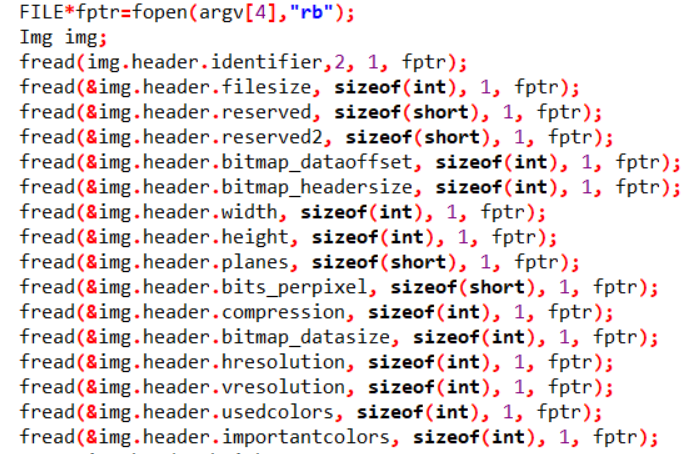 FILE*fptr=fopen(argv[4],"rb");
Img img;
fread(img.header.identifier,2, 1, fptr);
fread(&img.header.filesize, sizeof(int), 1, fptr);
fread(&img.header.reserved, sizeof(short), 1, fptr);
fread(&img.header.reserved2, sizeof(short), 1, fptr);
fread(&img.header.bitmap_dataoffset, sizeof(int), 1, fptr);
fread(&img.header.bitmap_headersize, sizeof(int), 1, fptr);
fread(&img.header.width, sizeof(int), 1, fptr);
fread(&img.header.height, sizeof(int), 1, fptr);
fread(&img.header.planes, sizeof(short), 1, fptr);
fread(&img.header.bits_perpixel, sizeof(short), 1, fptr);
fread(&img.header.compression, sizeof(int), 1, fptr);
fread(&img.header.bitmap_datasize, sizeof(int), 1, fptr);
fread(&img.header.hresolution, sizeof(int), 1, fptr);
fread(&img.header.vresolution, sizeof(int), 1, fptr);
fread(&img.header.usedcolors, sizeof(int), 1, fptr);
fread(&img.header.importantcolors, sizeof(int), 1, fptr);